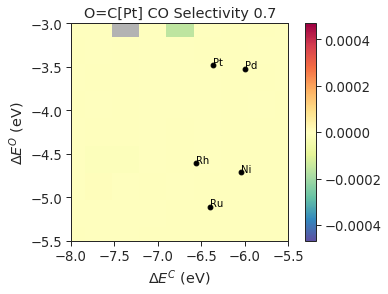 O=C[Pt] CO Selectivity 0.7
ΔE^O (eV)
−3.0
−3.5
−4.0
−4.5
−5.0
−5.5
Pt
Pd
Rh
Ni
Ru
−8.0 −7.5 −7.0 −6.5 −6.0 −5.5
ΔE^C (eV)
0.0004
0.0002
0.0000
−0.0002
−0.0004